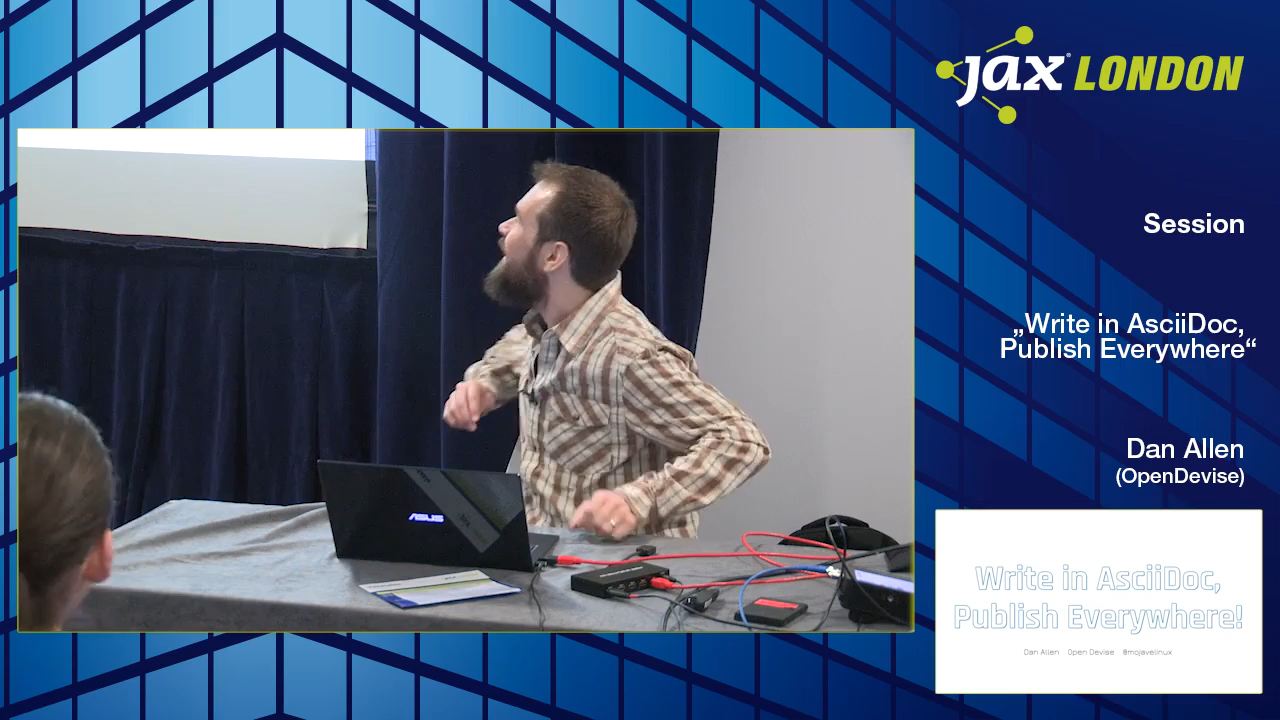 JAX® LONDON
Session
„Write in AsciiDoc,
Publish Everywhere“
Dan Allen
(OpenDevise)
ASUS
Write in AsciiDoc,
Publish Everywhere!
Dan Allen Open Devise @mojavelinux